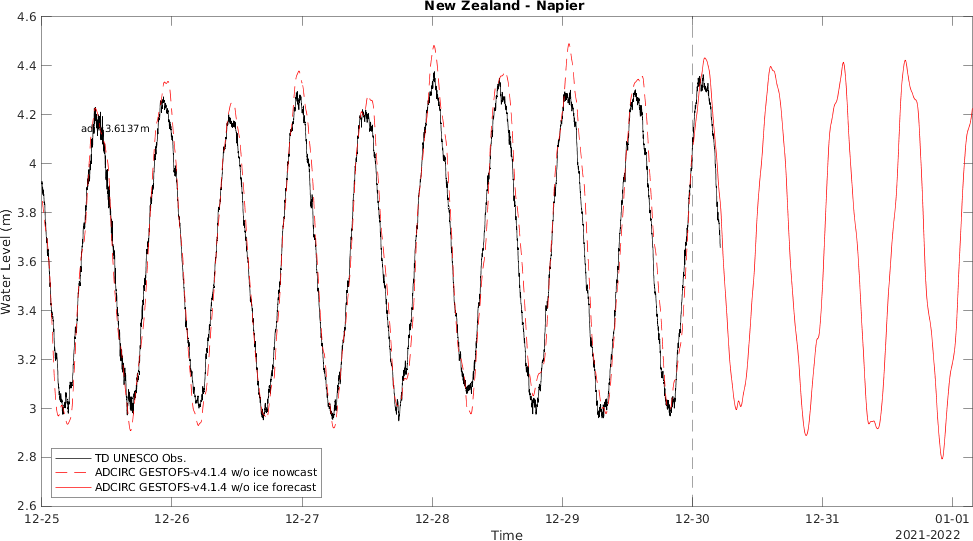 New Zealand - Napier
4.6
4.4
4.2
4
3.8
3.6
3.4
3.2
3
2.8
2.6
Water Level (m)
3.6137m
TD UNESCO Obs.
ADCIRC GESTOFS-v4.1.4 w/o ice nowcast
ADCIRC GESTOFS-v4.1.4 w/o ice forecast
12-25 12-26 12-27 12-28 12-29 12-30 12-31 01-01
Time
2021-2022